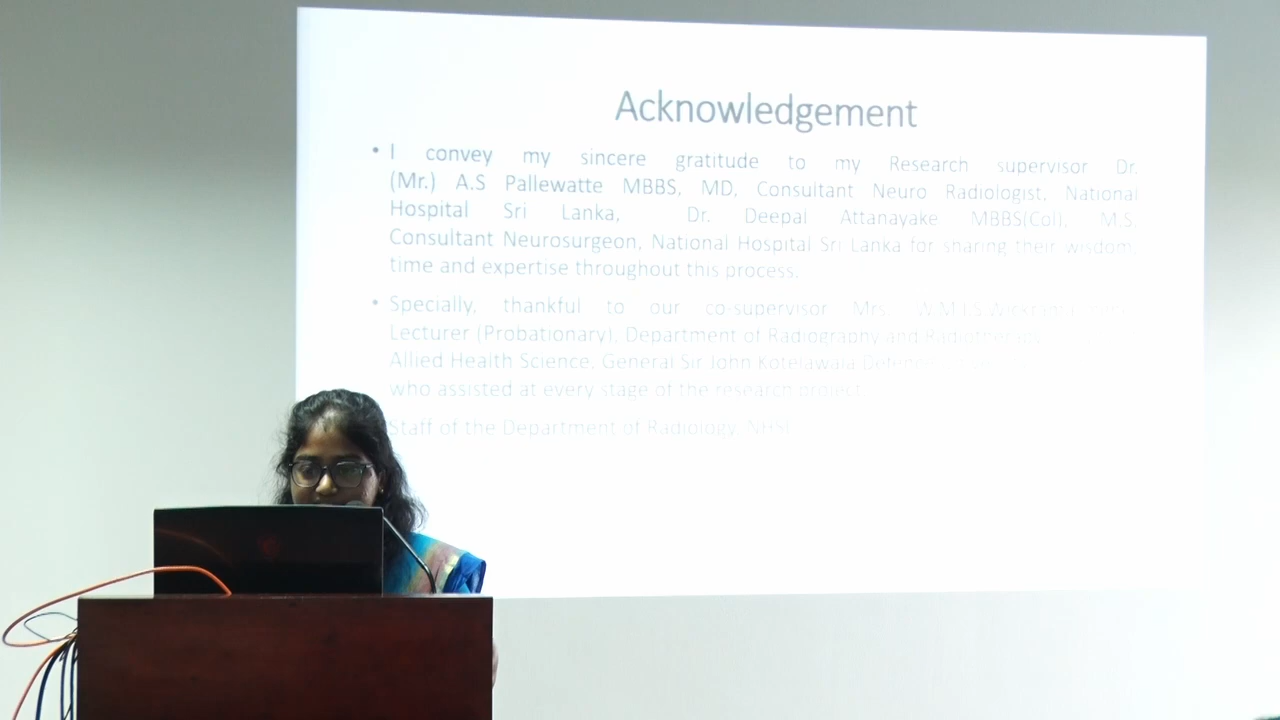 Acknowledgement
• I convey my sincere gratitude to my Research supervisor Dr.
(Mr.) A.S Pallewatte MBBS, MD, Consultant Neuro Radiologist, National
Hospital Sri Lanka, Dr. Deepal Attanayake MBBS(Col), M.S,
Consultant Neurosurgeon, National Hospital Sri Lanka for sharing their wisdom,
time and expertise throughout this process.
• Specially, thankful to our co-supervisor Mrs.
Lecturer (Probationary), Department of Radiography and Radiotherapy
Allied Health Science, General Sir John Kotelawala Defence
who assisted at every stage of the research project
Staff of the Department of Radiology, NHSL